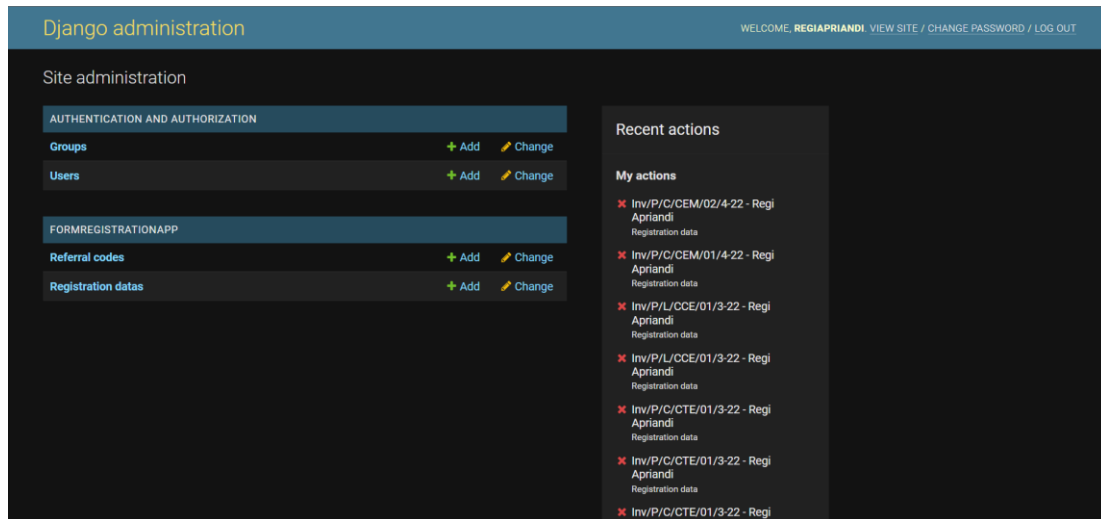 Django administration
WELCOME, REGIAPRIANDI. VIEW SITE / CHANGE PASSWORD / LOG OUT
Site administration
AUTHENTICATION AND AUTHORIZATION
Groups + Add Change
Users + Add Change
FORMREGISTRATIONAPP
Referral codes + Add Change
Registration datas + Add Change
Recent actions
My actions
Inv/P/C/CEM/02/4-22 - Regi
Apriandi
Registration data
Inv/P/C/CEM/01/4-22 - Regi
Apriandi
Registration data
Inv/P/L/CCE/01/3-22 - Regi
Apriandi
Registration data
Inv/P/L/CCE/01/3-22 - Regi
Apriandi
Registration data
Inv/P/C/CTE/01/3-22 - Regi
Apriandi
Registration data
Inv/P/C/CTE/01/3-22 - Regi
Apriandi
Registration data
Inv/P/C/CTE/01/3-22 - Regi